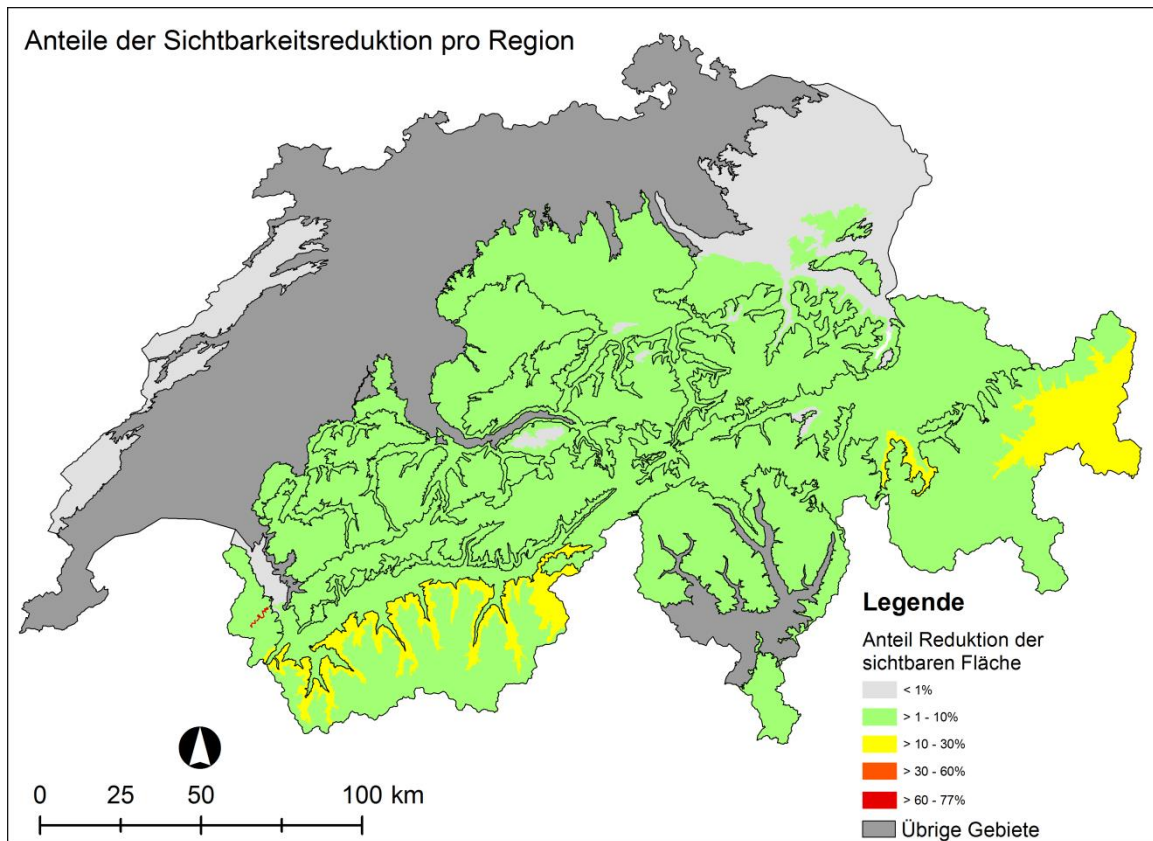 Anteile der Sichtbarkeitsreduktion pro Region
Legende
Anteil Reduktion der
sichtbaren Fläche
< 1%
> 1 - 10%
> 10 - 30%
> 30 - 60%
> 60 - 77%
Übrige Gebiete
0 25 50 100 km